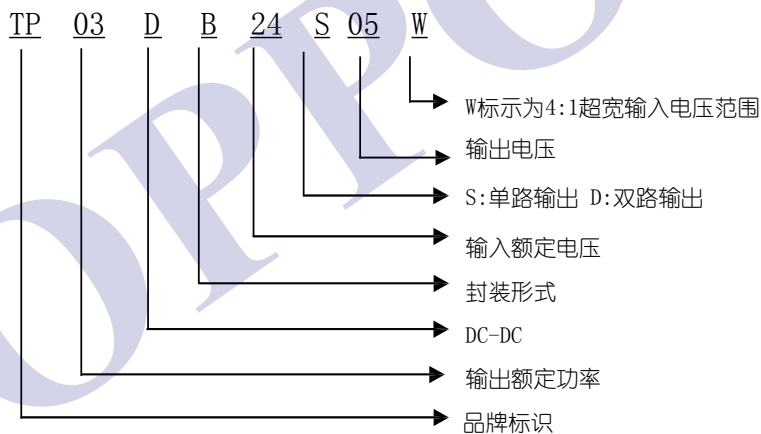 TP 03 D B 24 S 05 W
W标示为4:1超宽输入电压范围
输出电压
S:单路输出 D:双路输出
输入额定电压
封装形式
DC-DC
输出额定功率
品牌标识
OPPO